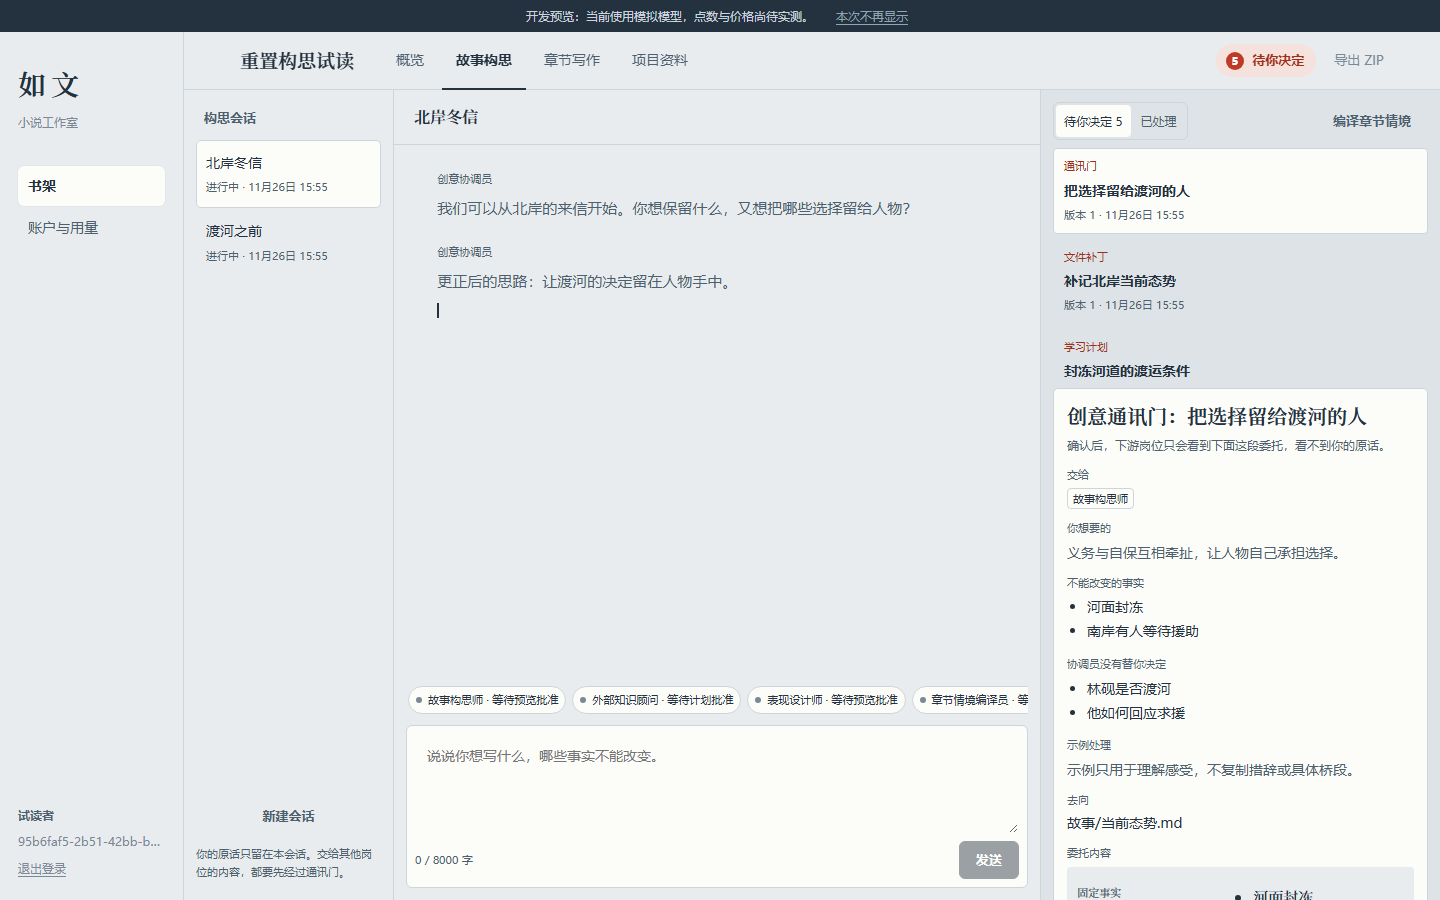 开发预览：当前使用模拟模型，点数与价格尚待实测。 本次不再显示
如文
小说工作室
书架
账户与用量
试读者
95b6faf5-2b51-42bb-b...
退出登录
重置构思试读 概览 故事构思 章节写作 项目资料 5 待你决定 导出 ZIP
构思会话
北岸冬信
进行中 · 11月26日 15:55
渡河之前
进行中 · 11月26日 15:55
新建会话
你的原话只留在本会话。交给其他岗
位的内容，都要先经过通讯门。
北岸冬信
创意协调员
我们可以从北岸的来信开始。你想保留什么，又想把哪些选择留给人物？
创意协调员
更正后的思路：让渡河的决定留在人物手中。
故事构思师 · 等待预览批准
外部知识顾问 · 等待计划批准
表现设计师 · 等待预览批准
章节情境编译员 · 等
说说你想写什么，哪些事实不能改变。
0 / 8000 字
发送
待你决定 5 已处理 编译章节情境
通讯门
把选择留给渡河的人
版本 1 · 11月26日 15:55
文件补丁
补记北岸当前态势
版本 1 · 11月26日 15:55
学习计划
封冻河道的渡运条件
创意通讯门：把选择留给渡河的人
确认后，下游岗位只会看到下面这段委托，看不到你的原话。
交给
故事构思师
你想要的
义务与自保互相牵扯，让人物自己承担选择。
不能改变的事实
河面封冻
南岸有人等待援助
协调员没有替你决定
林砚是否渡河
他如何回应求援
示例处理
示例只用于理解感受，不复制措辞或具体桥段。
去向
故事/当前态势.md
委托内容
固定事实
河面封冻